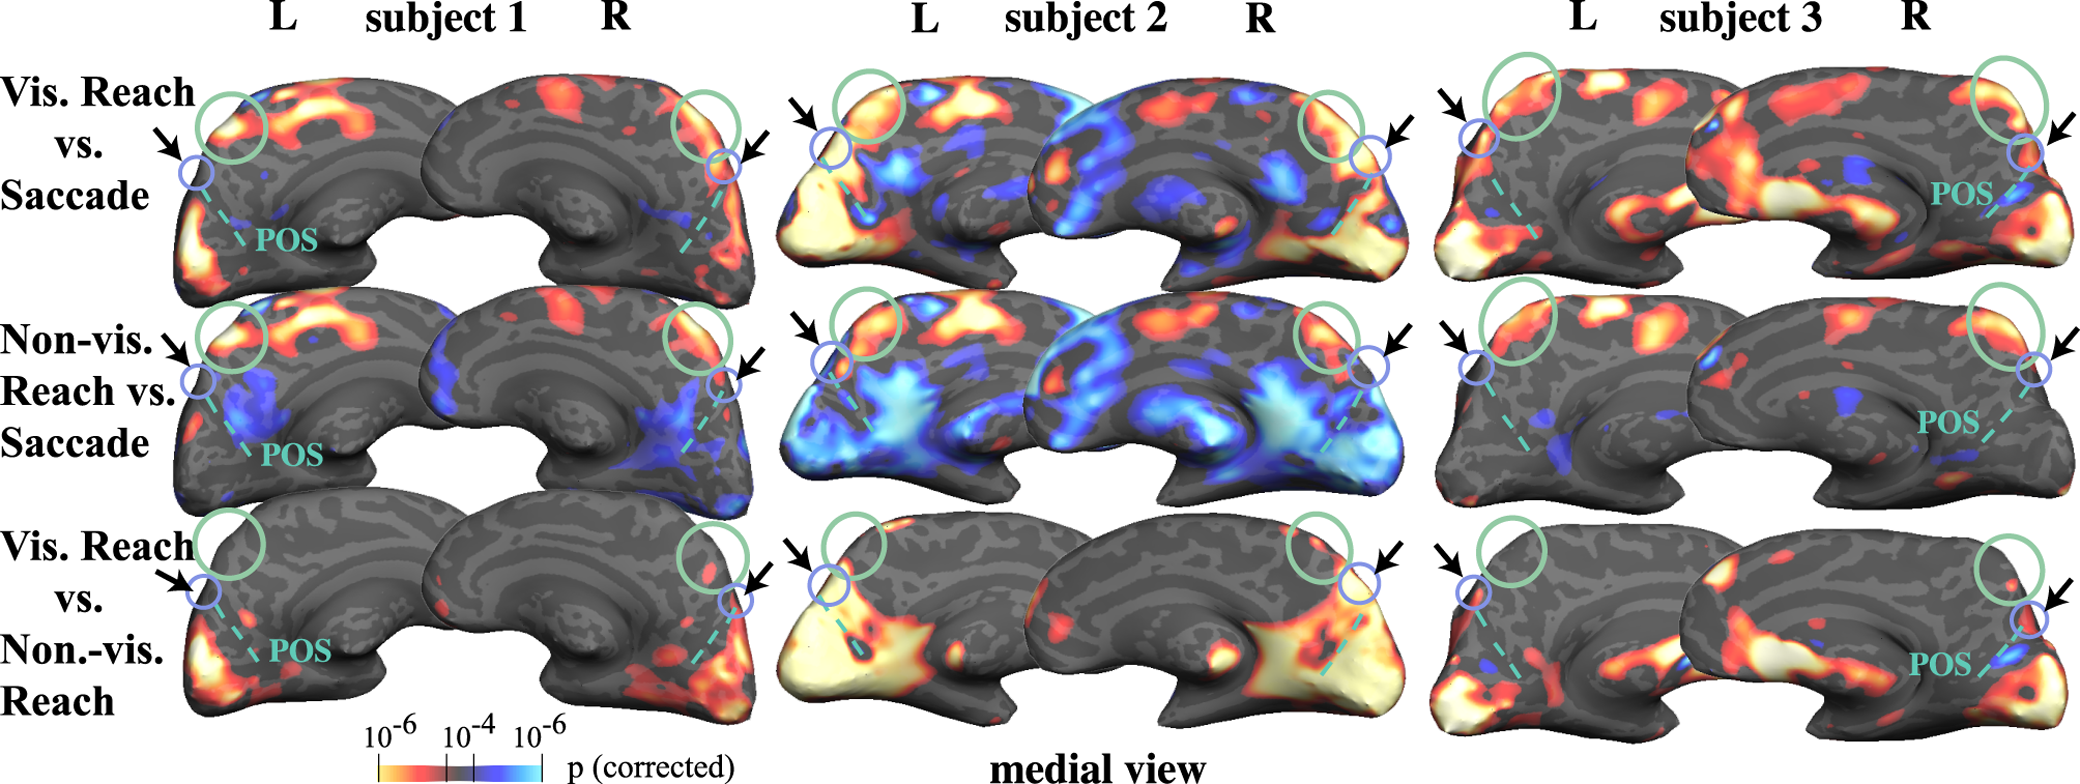 L subject 1 R L subject 2 R L subject 3 R
Vis. Reach
vs.
Saccade
POS
POS
Non-vis.
Reach vs.
Saccade
POS
POS
Vis. Reach
vs.
Non.-vis.
Reach
POS
POS
10-6 10-4 10-6
p (corrected)
medial view